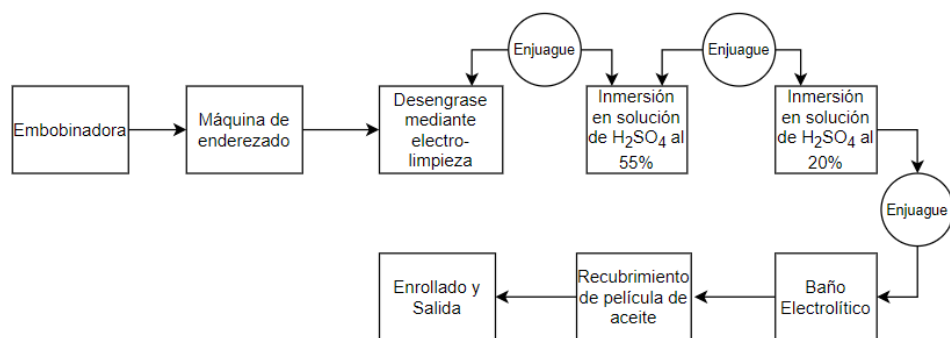 Embobinadora
Máquina de
enderezado
Desengrase
mediante
electro-
limpieza
Enjuague
Inmersión
en solución
de H₂SO₄ al
55%
Enjuague
Inmersión
en solución
de H₂SO₄ al
20%
Enjuague
Baño
Electrolítico
Recubrimiento
de película de
aceite
Enrollado y
Salida